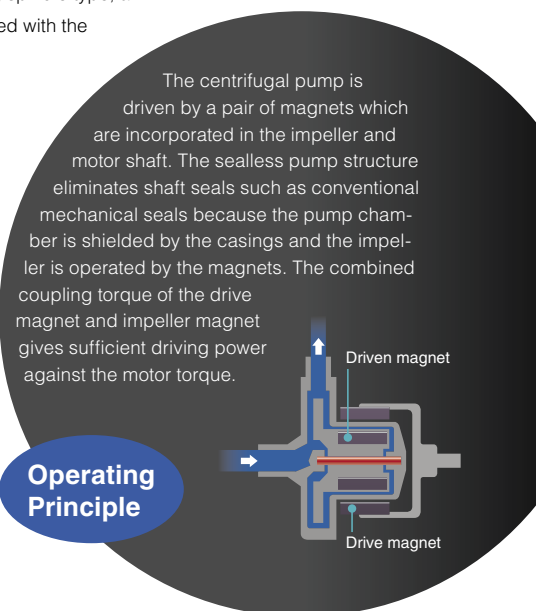 ed with the
The centrifugal pump is
driven by a pair of magnets which
are incorporated in the impeller and
motor shaft. The sealless pump structure
eliminates shaft seals such as conventional
mechanical seals because the pump cham-
ber is shielded by the casings and the impel-
ler is operated by the magnets. The combined
coupling torque of the drive
magnet and impeller magnet
gives sufficient driving power
against the motor torque.
Driven magnet
Operating
Principle
Drive magnet